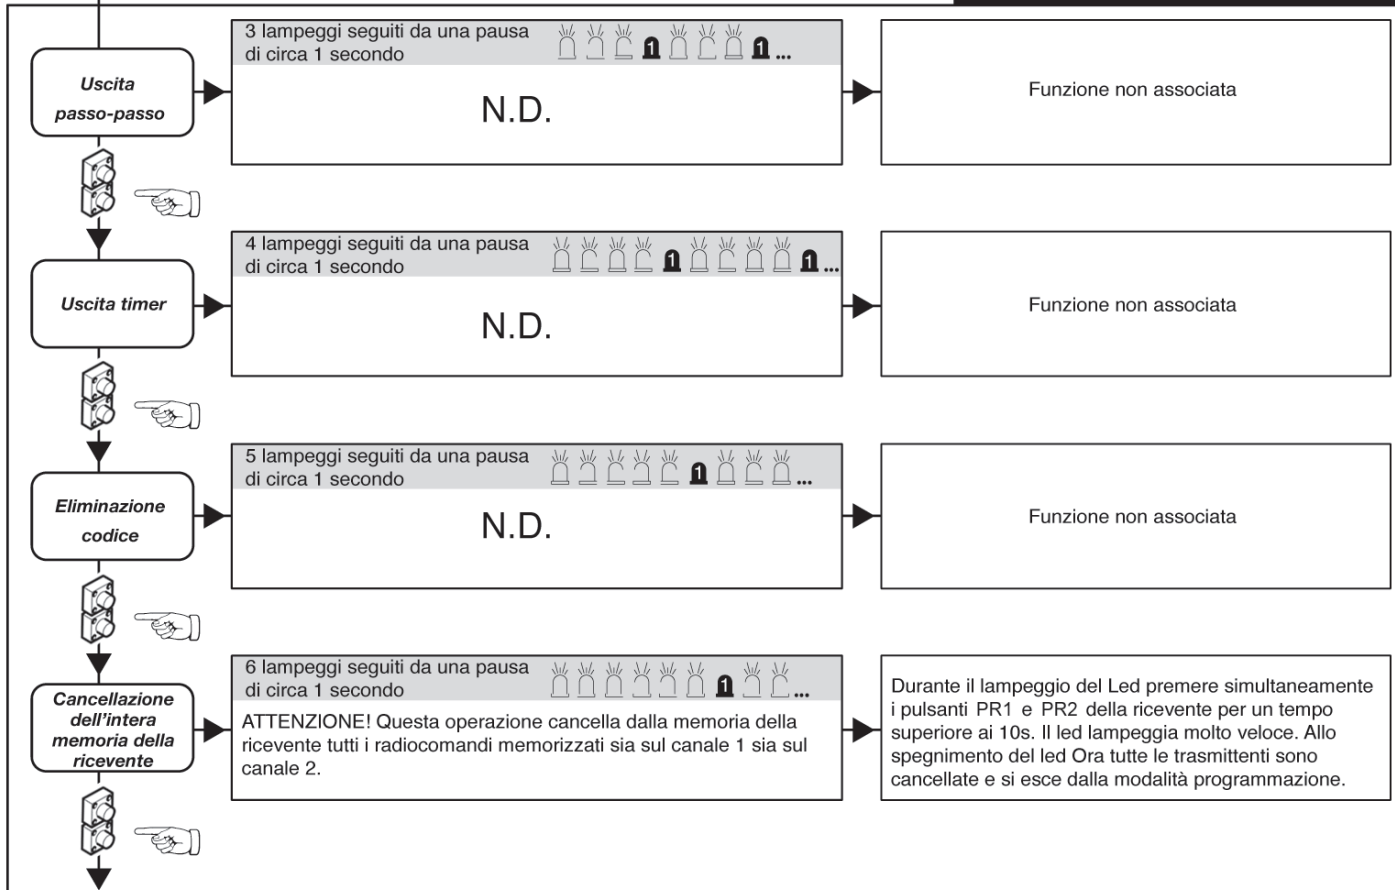 3 lampeggi seguiti da una pausa
di circa 1 secondo
1
1
...
Uscita
passo-passo
N.D.
Funzione non associata
4 lampeggi seguiti da una pausa
di circa 1 secondo
1
1
...
Uscita timer
N.D.
Funzione non associata
5 lampeggi seguiti da una pausa
di circa 1 secondo
1
...
Eliminazione
codice
N.D.
Funzione non associata
6 lampeggi seguiti da una pausa
di circa 1 secondo
1
...
Cancellazione
dell'intera
memoria della
ricevente
ATTENZIONE! Questa operazione cancella dalla memoria della
ricevente tutti i radiocomandi memorizzati sia sul canale 1 sia sul
canale 2.
Durante il lampeggio del Led premere simultaneamente
i pulsanti PR1 e PR2 della ricevente per un tempo
superiore ai 10s. Il led lampeggia molto veloce. Allo
spegnimento del led Ora tutte le trasmittenti sono
cancellate e si esce dalla modalità programmazione.